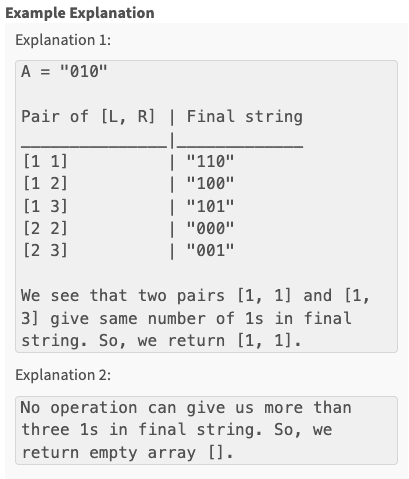 Example Explanation
Explanation 1:
A = "010"
Pair of [L, R] | Final string
_______________|_____________
[1 1] | "110"
[1 2] | "100"
[1 3] | "101"
[2 2] | "000"
[2 3] | "001"
We see that two pairs [1, 1] and [1,
3] give same number of 1s in final
string. So, we return [1, 1].
Explanation 2:
No operation can give us more than
three 1s in final string. So, we
return empty array [].